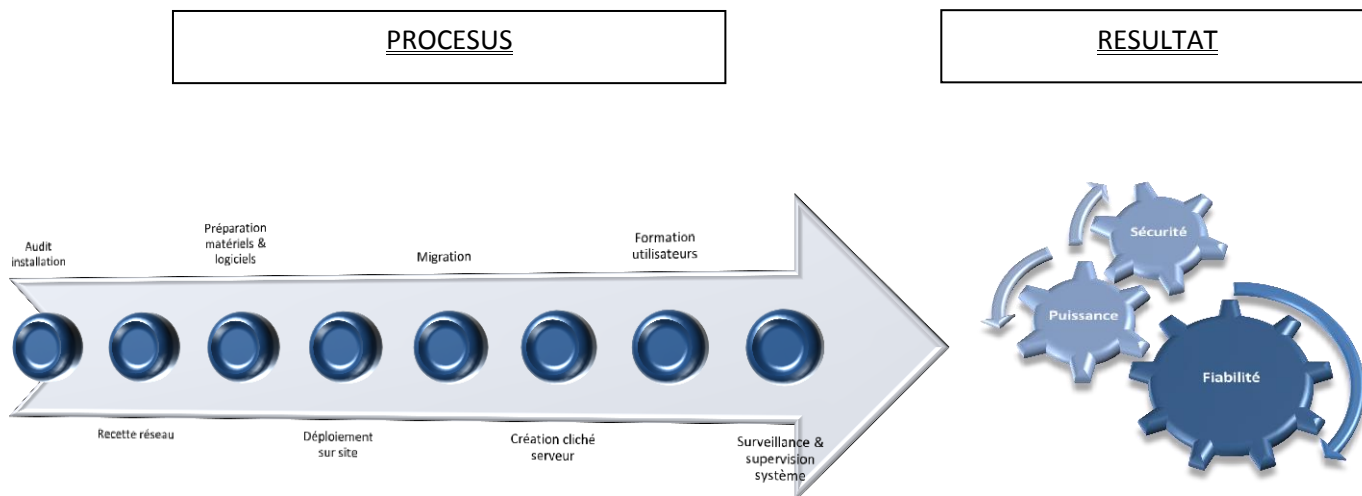 PROCESUS
RESULTAT
Audit
installation
Recette réseau
Préparation
matériels &
logiciels
Déploiement
sur site
Migration
Création cliché
serveur
Formation
utilisateurs
Surveillance &
supervision
système
Sécurité
Puissance
Fiabilité